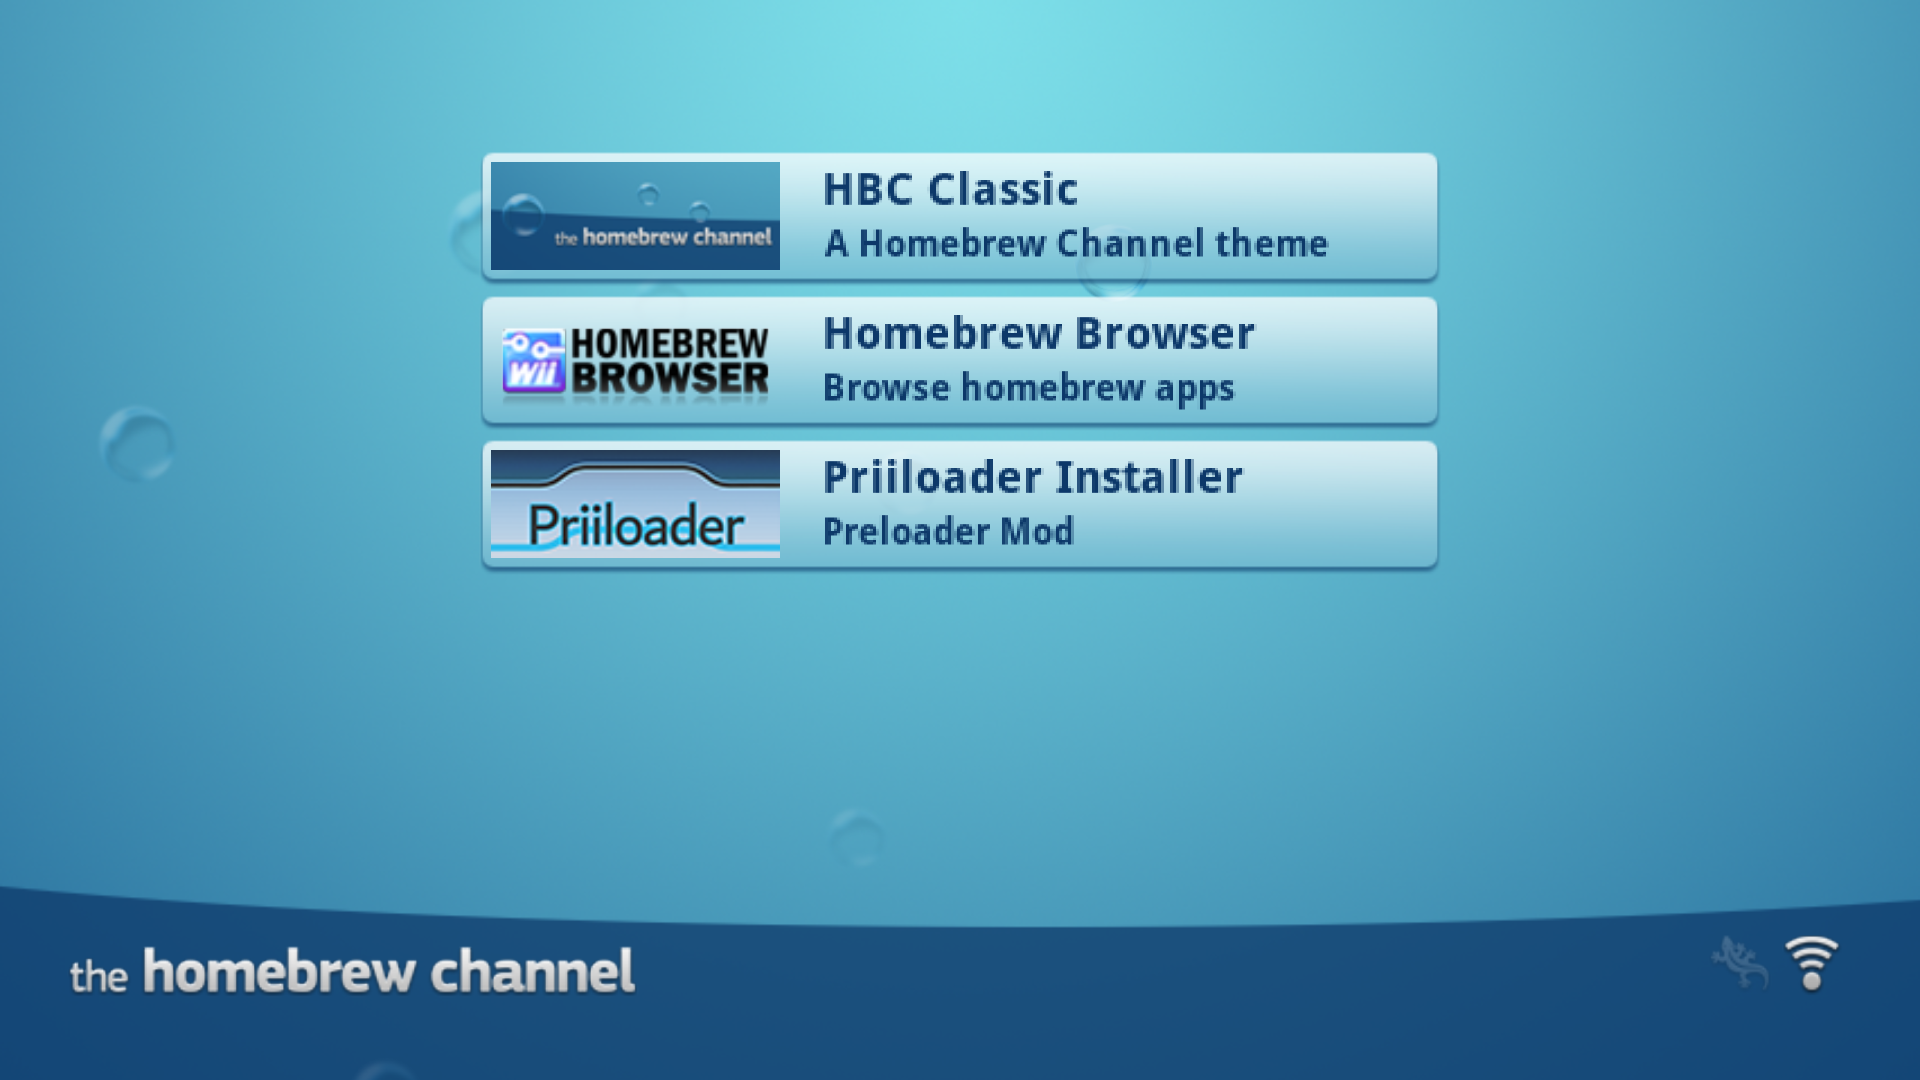 the homebrew channel
HBC Classic
A Homebrew Channel theme
Wii
HOMEBREW
BROWSER
Homebrew Browser
Browse homebrew apps
Priiloader
Priiloader Installer
Preloader Mod
the homebrew channel